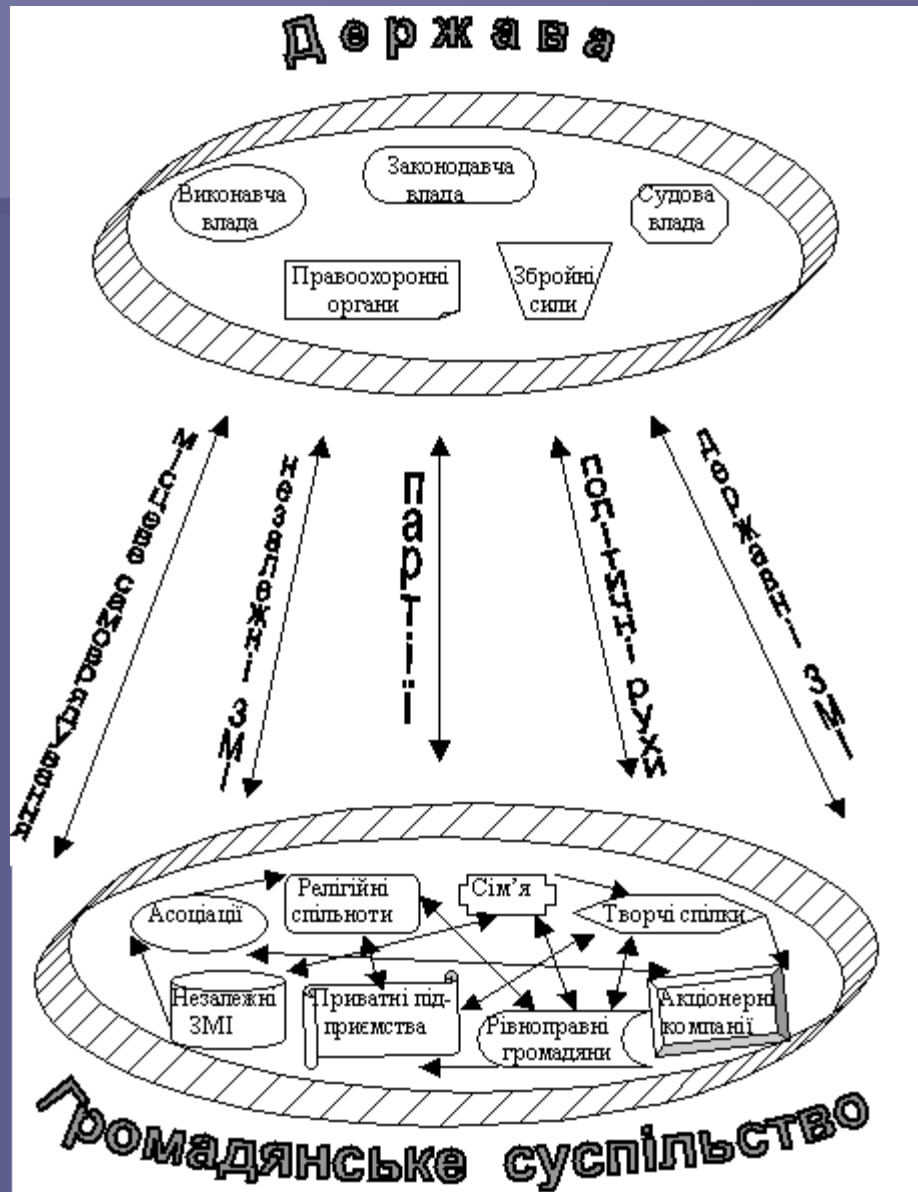 Держава
Законодавча
влада
Виконавча
влада
Судова
влада
Правоохоронні
органи
Збройні
сили
Місцеве самоврядування
Незалежні ЗМІ
Партії
Політичні рухи
Державні ЗМІ
Асоціації
Релігійні
спільноти
Сім’я
Творчі спілки
Незалежні
ЗМІ
Приватні під-
приємства
Рівноправні
громадяни
Акціонерні
компанії
Громадянське суспільство